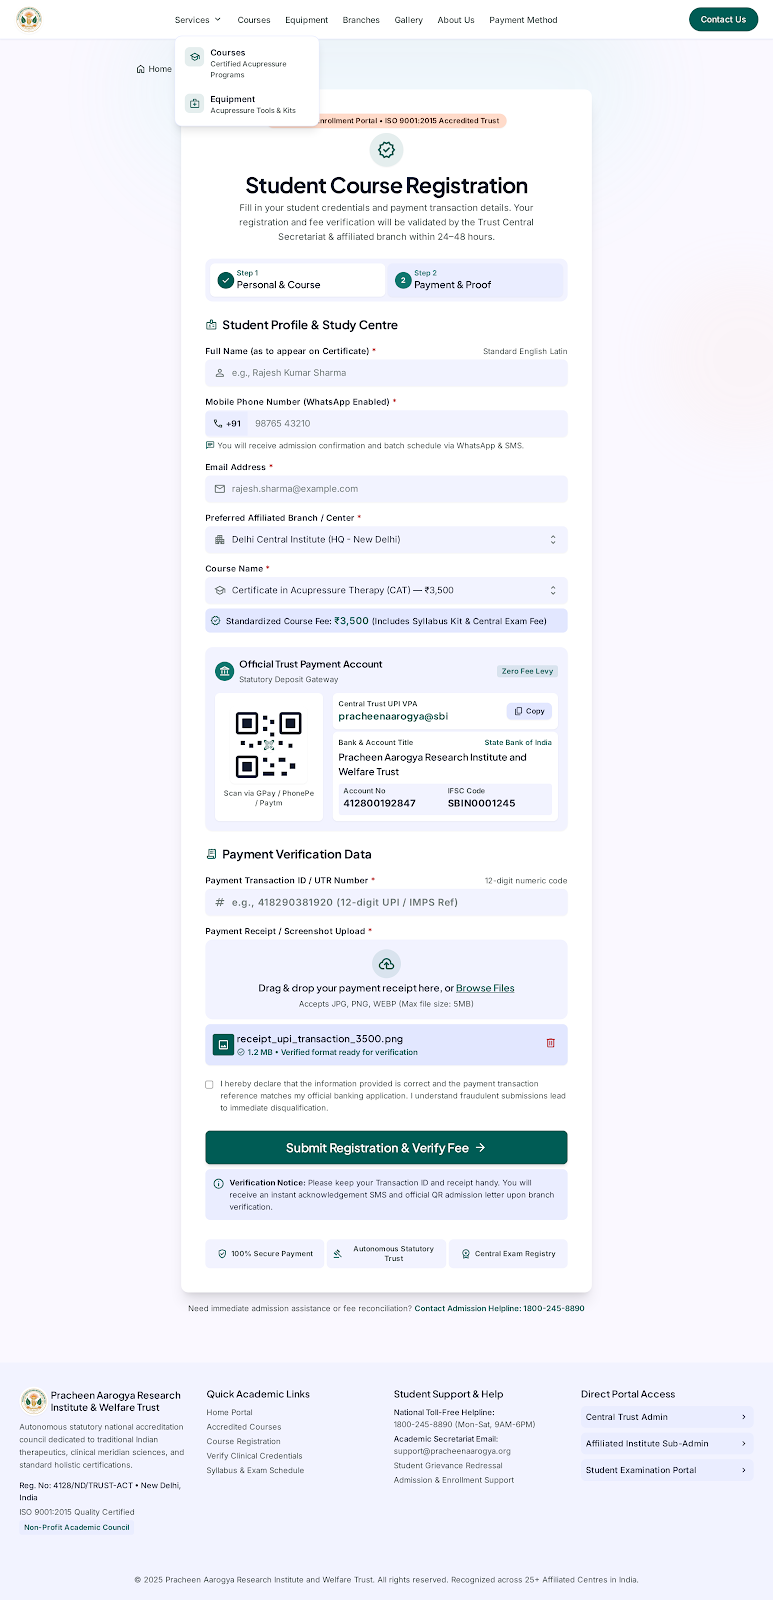 Services
Courses
Equipment
Branches
Gallery
About Us
Payment Method
Contact Us
Courses
Certified Acupressure
Programs
Equipment
Acupressure Tools & Kits
Home
nrollment Portal • ISO 9001:2015 Accredited Trust
Student Course Registration
Fill in your student credentials and payment transaction details. Your
registration and fee verification will be validated by the Trust Central
Secretariat & affiliated branch within 24–48 hours.
Step 1
Personal & Course
2
Step 2
Payment & Proof
Student Profile & Study Centre
Full Name (as to appear on Certificate) *
Standard English Latin
e.g., Rajesh Kumar Sharma
Mobile Phone Number (WhatsApp Enabled) *
+91
98765 43210
You will receive admission confirmation and batch schedule via WhatsApp & SMS.
Email Address *
rajesh.sharma@example.com
Preferred Affiliated Branch / Center *
Delhi Central Institute (HQ - New Delhi)
Course Name *
Certificate in Acupressure Therapy (CAT) — ₹3,500
Standardized Course Fee: ₹3,500 (Includes Syllabus Kit & Central Exam Fee)
Official Trust Payment Account
Statutory Deposit Gateway
Zero Fee Levy
Scan via GPay / PhonePe
/ Paytm
Central Trust UPI VPA
pracheenaarogya@sbi
Copy
Bank & Account Title
State Bank of India
Pracheen Aarogya Research Institute and
Welfare Trust
Account No
412800192847
IFSC Code
SBIN0001245
Payment Verification Data
Payment Transaction ID / UTR Number *
12-digit numeric code
# e.g., 418290381920 (12-digit UPI / IMPS Ref)
Payment Receipt / Screenshot Upload *
Drag & drop your payment receipt here, or Browse Files
Accepts JPG, PNG, WEBP (Max file size: 5MB)
receipt_upi_transaction_3500.png
1.2 MB • Verified format ready for verification
I hereby declare that the information provided is correct and the payment transaction
reference matches my official banking application. I understand fraudulent submissions lead
to immediate disqualification.
Submit Registration & Verify Fee →
Verification Notice: Please keep your Transaction ID and receipt handy. You will
receive an instant acknowledgement SMS and official QR admission letter upon branch
verification.
100% Secure Payment
Autonomous Statutory
Trust
Central Exam Registry
Need immediate admission assistance or fee reconciliation? Contact Admission Helpline: 1800-245-8890
Pracheen Aarogya Research
Institute & Welfare Trust
Autonomous statutory national accreditation
council dedicated to traditional Indian
therapeutics, clinical meridian sciences, and
standard holistic certifications.
Reg. No: 4128/ND/TRUST-ACT • New Delhi,
India
ISO 9001:2015 Quality Certified
Non-Profit Academic Council
Quick Academic Links
Home Portal
Accredited Courses
Course Registration
Verify Clinical Credentials
Syllabus & Exam Schedule
Student Support & Help
National Toll-Free Helpline:
1800-245-8890 (Mon-Sat, 9AM-6PM)
Academic Secretariat Email:
support@pracheenaarogya.org
Student Grievance Redressal
Admission & Enrollment Support
Direct Portal Access
Central Trust Admin
Affiliated Institute Sub-Admin
Student Examination Portal
© 2025 Pracheen Aarogya Research Institute and Welfare Trust. All rights reserved. Recognized across 25+ Affiliated Centres in India.